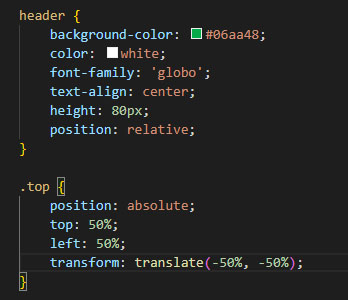 header {
    background-color: #06aa48;
    color: white;
    font-family: 'globo';
    text-align: center;
    height: 80px;
    position: relative;
}

.top {
    position: absolute;
    top: 50%;
    left: 50%;
    transform: translate(-50%, -50%);
}